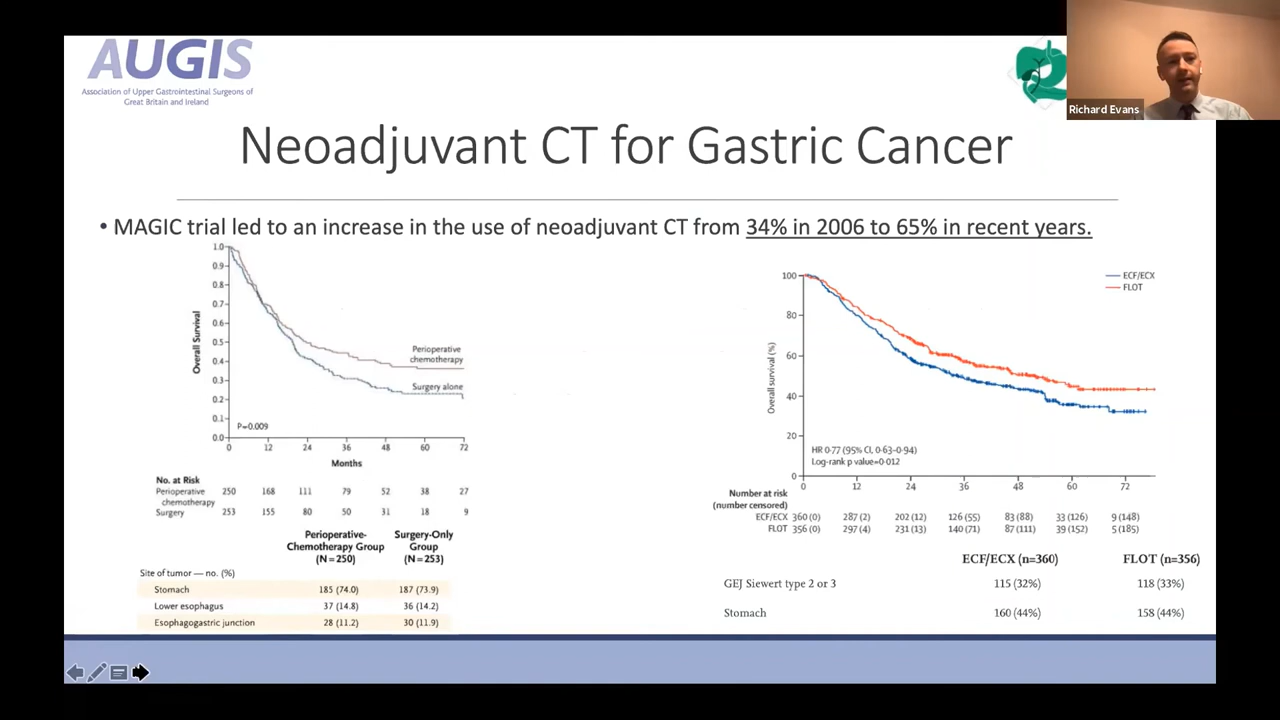 AUGIS
Association of Upper Gastrointestinal Surgeons of
Great Britain and Ireland
Richard Evans
Neoadjuvant CT for Gastric Cancer
• MAGIC trial led to an increase in the use of neoadjuvant CT from 34% in 2006 to 65% in recent years.
1.0
0.9
0.8
0.7
0.6
0.5
0.4
0.3
0.2
0.1
0.0
Overall Survival
Perioperative
chemotherapy
Surgery alone
P=0.009
0 12 24 36 48 60 72
Months
No. at Risk
Perioperative 250 168 111 79 52 38 27
chemotherapy
Surgery 253 155 80 50 31 18 9
Perioperative-
Chemotherapy Group
(N=250)
Surgery-Only
Group
(N=253)
Site of tumor — no. (%)
Stomach 185 (74.0) 187 (73.9)
Lower esophagus 37 (14.8) 36 (14.2)
Esophagogastric junction 28 (11.2) 30 (11.9)
100
80
60
40
20
0
Overall survival (%)
ECF/ECX
FLOT
HR 0·77 (95% CI, 0·63-0·94)
Log-rank p value=0·012
0 12 24 36 48 60 72
Number at risk
(number censored)
ECF/ECX 360 (0) 287 (2) 202 (12) 126 (55) 83 (88) 33 (126) 9 (148)
FLOT 356 (0) 297 (4) 231 (13) 140 (71) 87 (111) 39 (152) 5 (185)
ECF/ECX (n=360) FLOT (n=356)
GEJ Siewert type 2 or 3 115 (32%) 118 (33%)
Stomach 160 (44%) 158 (44%)